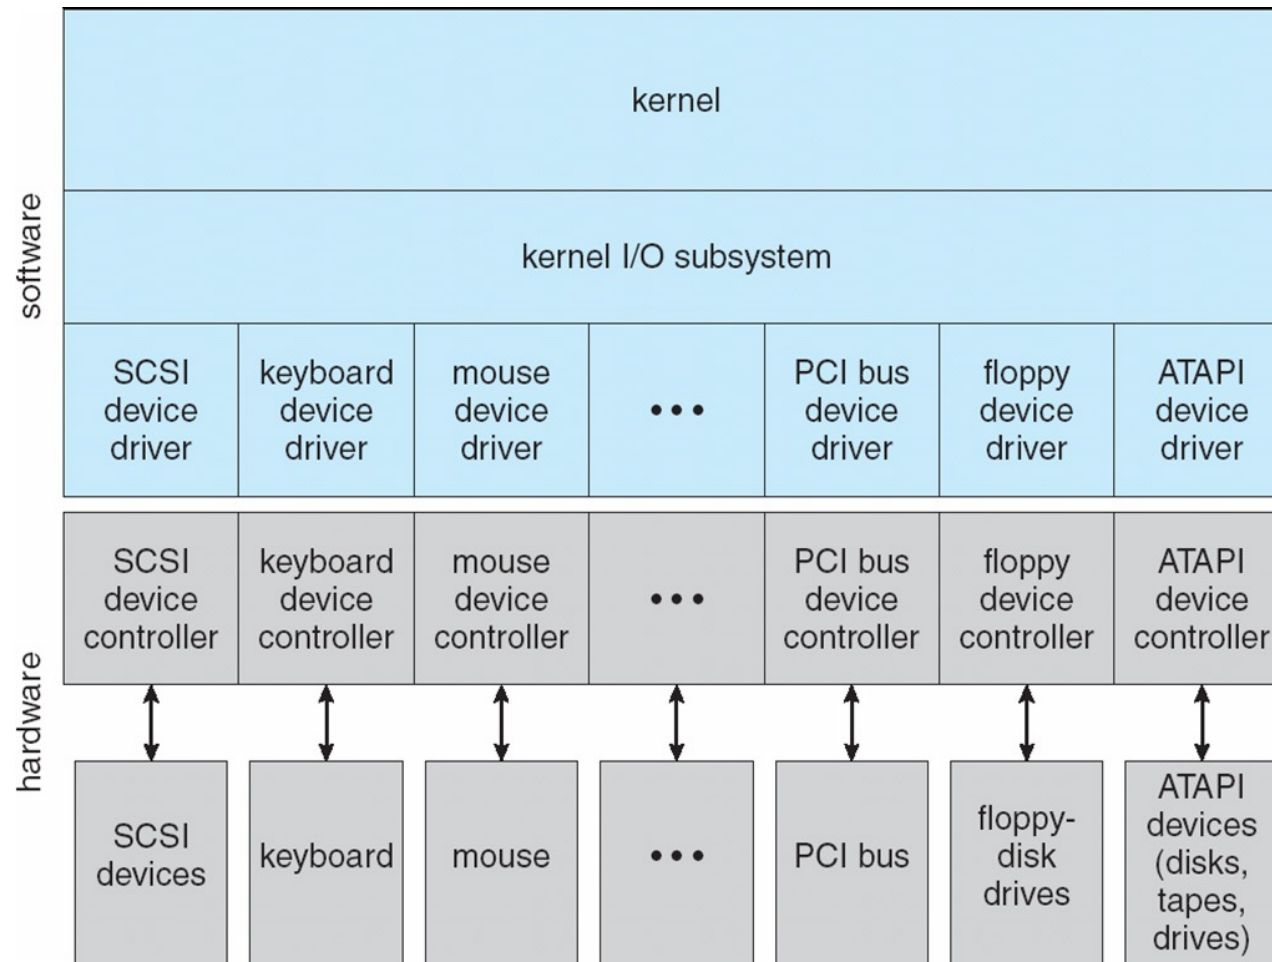 software
hardware
kernel
kernel I/O subsystem
SCSI
device
driver
keyboard
device
driver
mouse
device
driver
•••
PCI bus
device
driver
floppy
device
driver
ATAPI
device
driver
SCSI
device
controller
keyboard
device
controller
mouse
device
controller
•••
PCI bus
device
controller
floppy
device
controller
ATAPI
device
controller
SCSI
devices
keyboard
mouse
•••
PCI bus
floppy-
disk
drives
ATAPI
devices
(disks,
tapes,
drives)